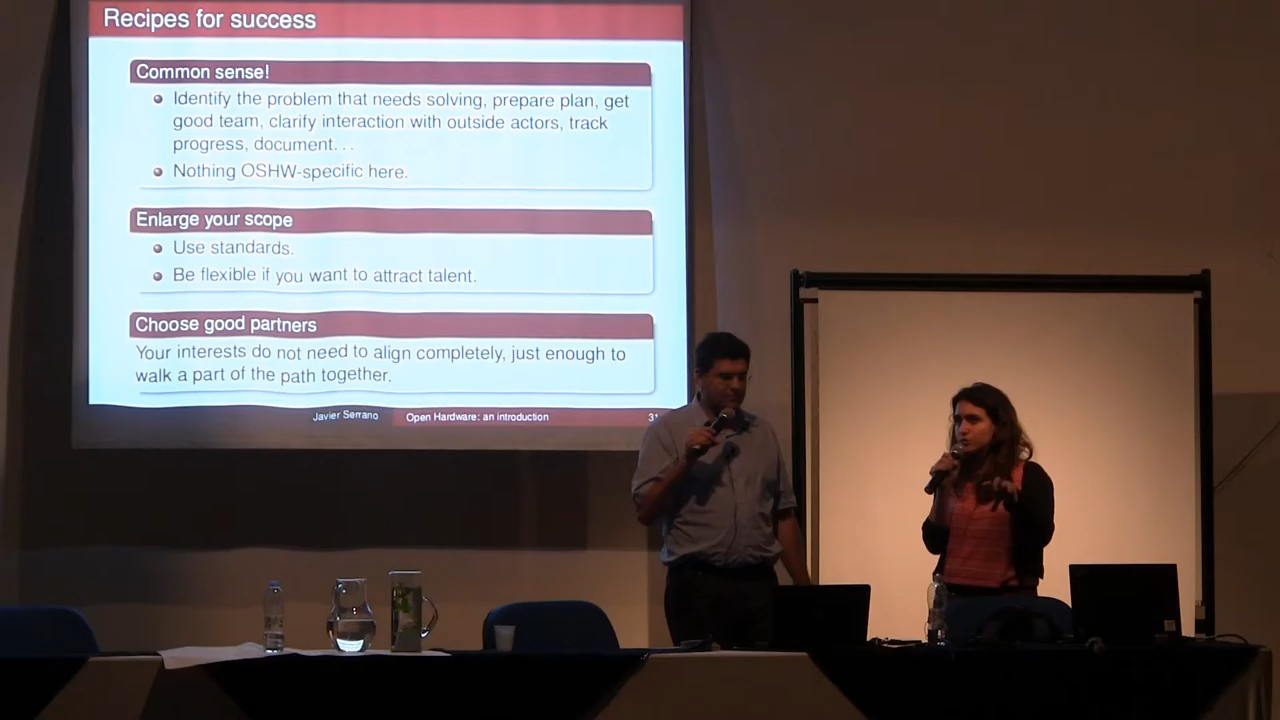 Recipes for success
Common sense!
Identify the problem that needs solving, prepare plan, get
good team, clarify interaction with outside actors, track
progress, document...
Nothing OSHW-specific here.
Enlarge your scope
Use standards.
Be flexible if you want to attract talent.
Choose good partners
Your interests do not need to align completely, just enough to
walk a part of the path together.
Javier Serrano
Open Hardware: an introduction